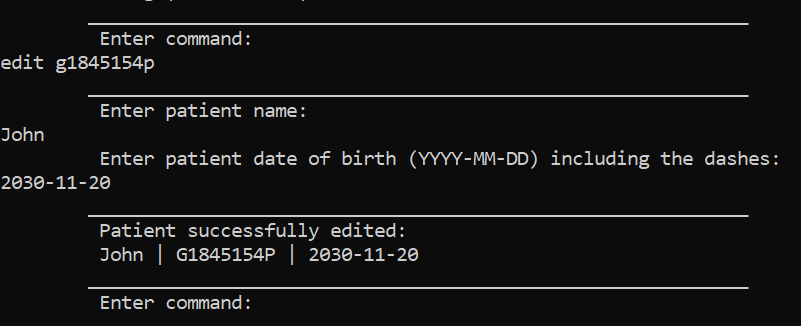 Enter command:
edit g1845154p
Enter patient name:
John
Enter patient date of birth (YYYY-MM-DD) including the dashes:
2030-11-20
Patient successfully edited:
John | G1845154P | 2030-11-20
Enter command: